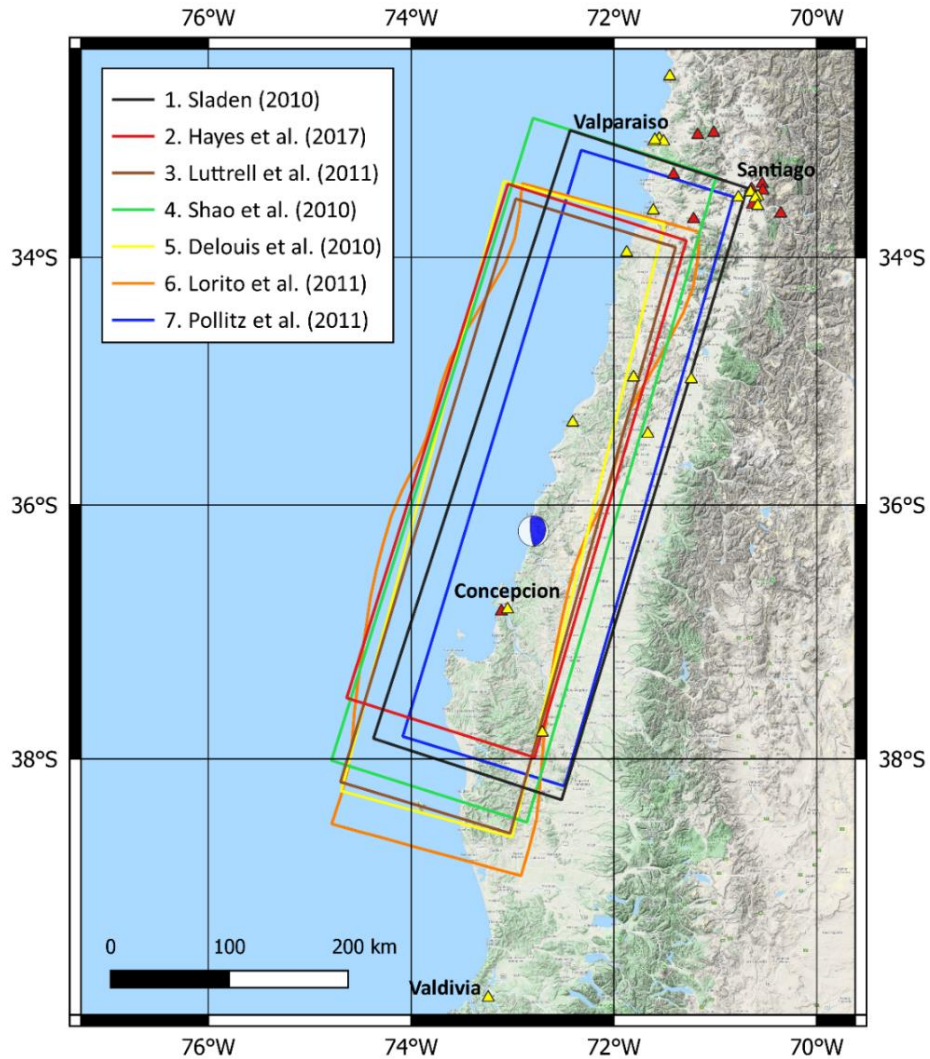 76°W 74°W 72°W 70°W
1. Sladen (2010)
2. Hayes et al. (2017)
3. Luttrell et al. (2011)
4. Shao et al. (2010)
5. Delouis et al. (2010)
6. Lorito et al. (2011)
7. Pollitz et al. (2011)
Valparaiso
Santiago
34°S 34°S
36°S 36°S
Concepcion
38°S 38°S
0 100 200 km
Valdivia
76°W 74°W 72°W 70°W